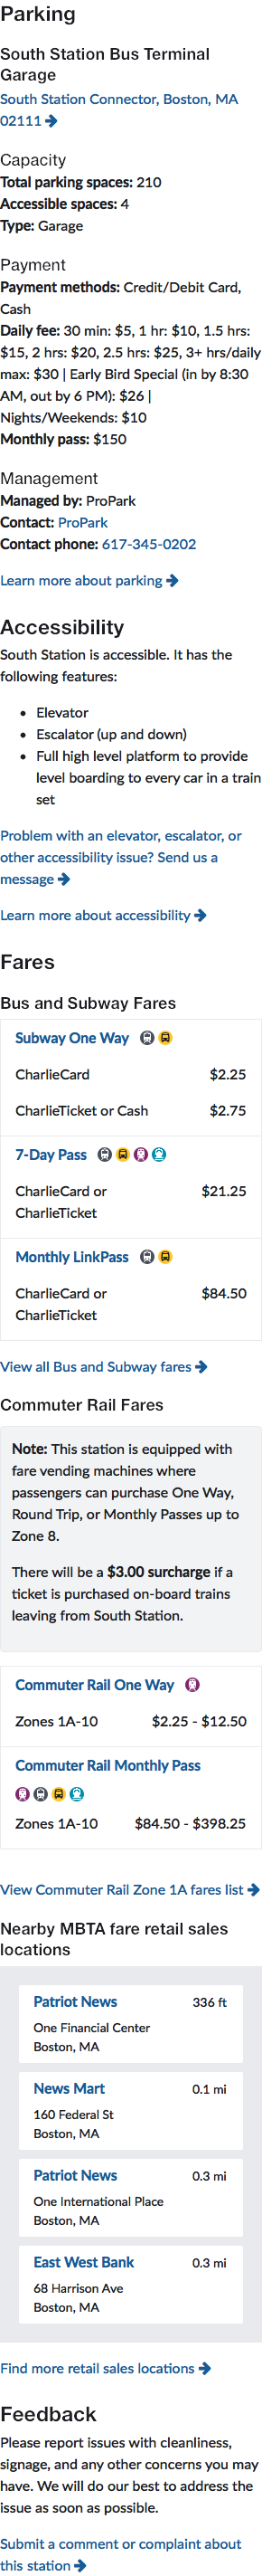 Parking
South Station Bus Terminal
Garage
South Station Connector, Boston, MA
02111
Capacity
Total parking spaces: 210
Accessible spaces: 4
Type: Garage
Payment
Payment methods: Credit/Debit Card,
Cash
Daily fee: 30 min: $5, 1 hr: $10, 1.5 hrs:
$15, 2 hrs: $20, 2.5 hrs: $25, 3+ hrs/daily
max: $30 | Early Bird Special (in by 8:30
AM, out by 6 PM): $26 |
Nights/Weekends: $10
Monthly pass: $150
Management
Managed by: ProPark
Contact: ProPark
Contact phone: 617-345-0202
Learn more about parking
Accessibility
South Station is accessible. It has the
following features:
• Elevator
• Escalator (up and down)
• Full high level platform to provide
level boarding to every car in a train
set
Problem with an elevator, escalator, or
other accessibility issue? Send us a
message
Learn more about accessibility
Fares
Bus and Subway Fares
Subway One Way
CharlieCard $2.25
CharlieTicket or Cash $2.75
7-Day Pass
CharlieCard or $21.25
CharlieTicket
Monthly LinkPass
CharlieCard or $84.50
CharlieTicket
View all Bus and Subway fares
Commuter Rail Fares
Note: This station is equipped with
fare vending machines where
passengers can purchase One Way,
Round Trip, or Monthly Passes up to
Zone 8.
There will be a $3.00 surcharge if a
ticket is purchased on-board trains
leaving from South Station.
Commuter Rail One Way
Zones 1A-10 $2.25 - $12.50
Commuter Rail Monthly Pass
Zones 1A-10 $84.50 - $398.25
View Commuter Rail Zone 1A fares list
Nearby MBTA fare retail sales
locations
Patriot News 336 ft
One Financial Center
Boston, MA
News Mart 0.1 mi
160 Federal St
Boston, MA
Patriot News 0.3 mi
One International Place
Boston, MA
East West Bank 0.3 mi
68 Harrison Ave
Boston, MA
Find more retail sales locations
Feedback
Please report issues with cleanliness,
signage, and any other concerns you may
have. We will do our best to address the
issue as soon as possible.
Submit a comment or complaint about
this station